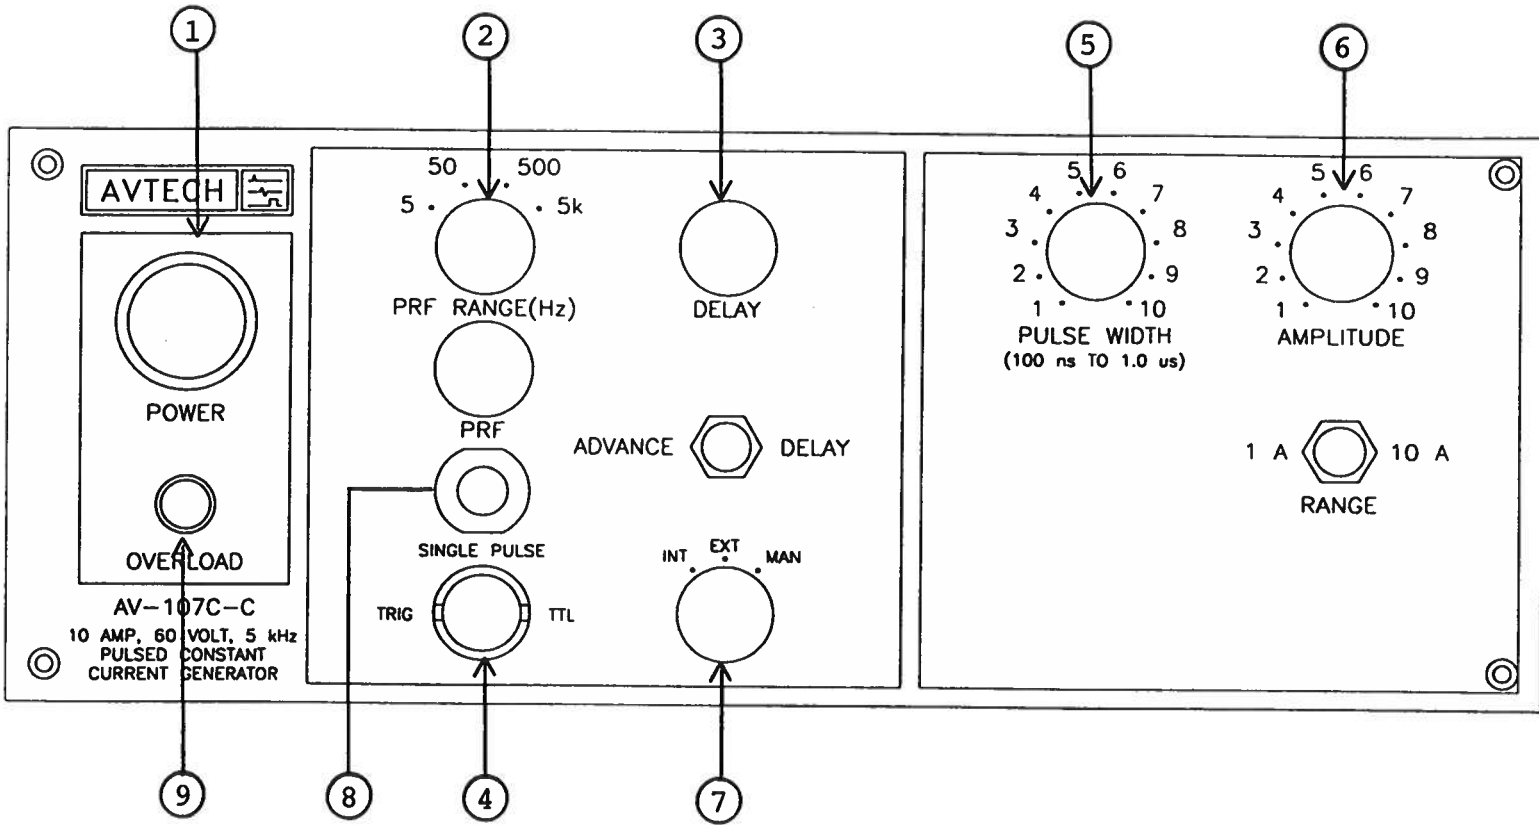 1
2
3
5
6
AVTECH
POWER
OVERLOAD
AV-107C-C
10 AMP, 60 VOLT, 5 kHz
PULSED CONSTANT
CURRENT GENERATOR
5 50 500 5k
PRF RANGE(Hz)
PRF
SINGLE PULSE
TRIG TTL
DELAY
ADVANCE DELAY
INT EXT MAN
1 2 3 4 5 6 7 8 9 10
PULSE WIDTH
(100 ns TO 1.0 us)
1 2 3 4 5 6 7 8 9 10
AMPLITUDE
1 A 10 A
RANGE
9
8
4
7